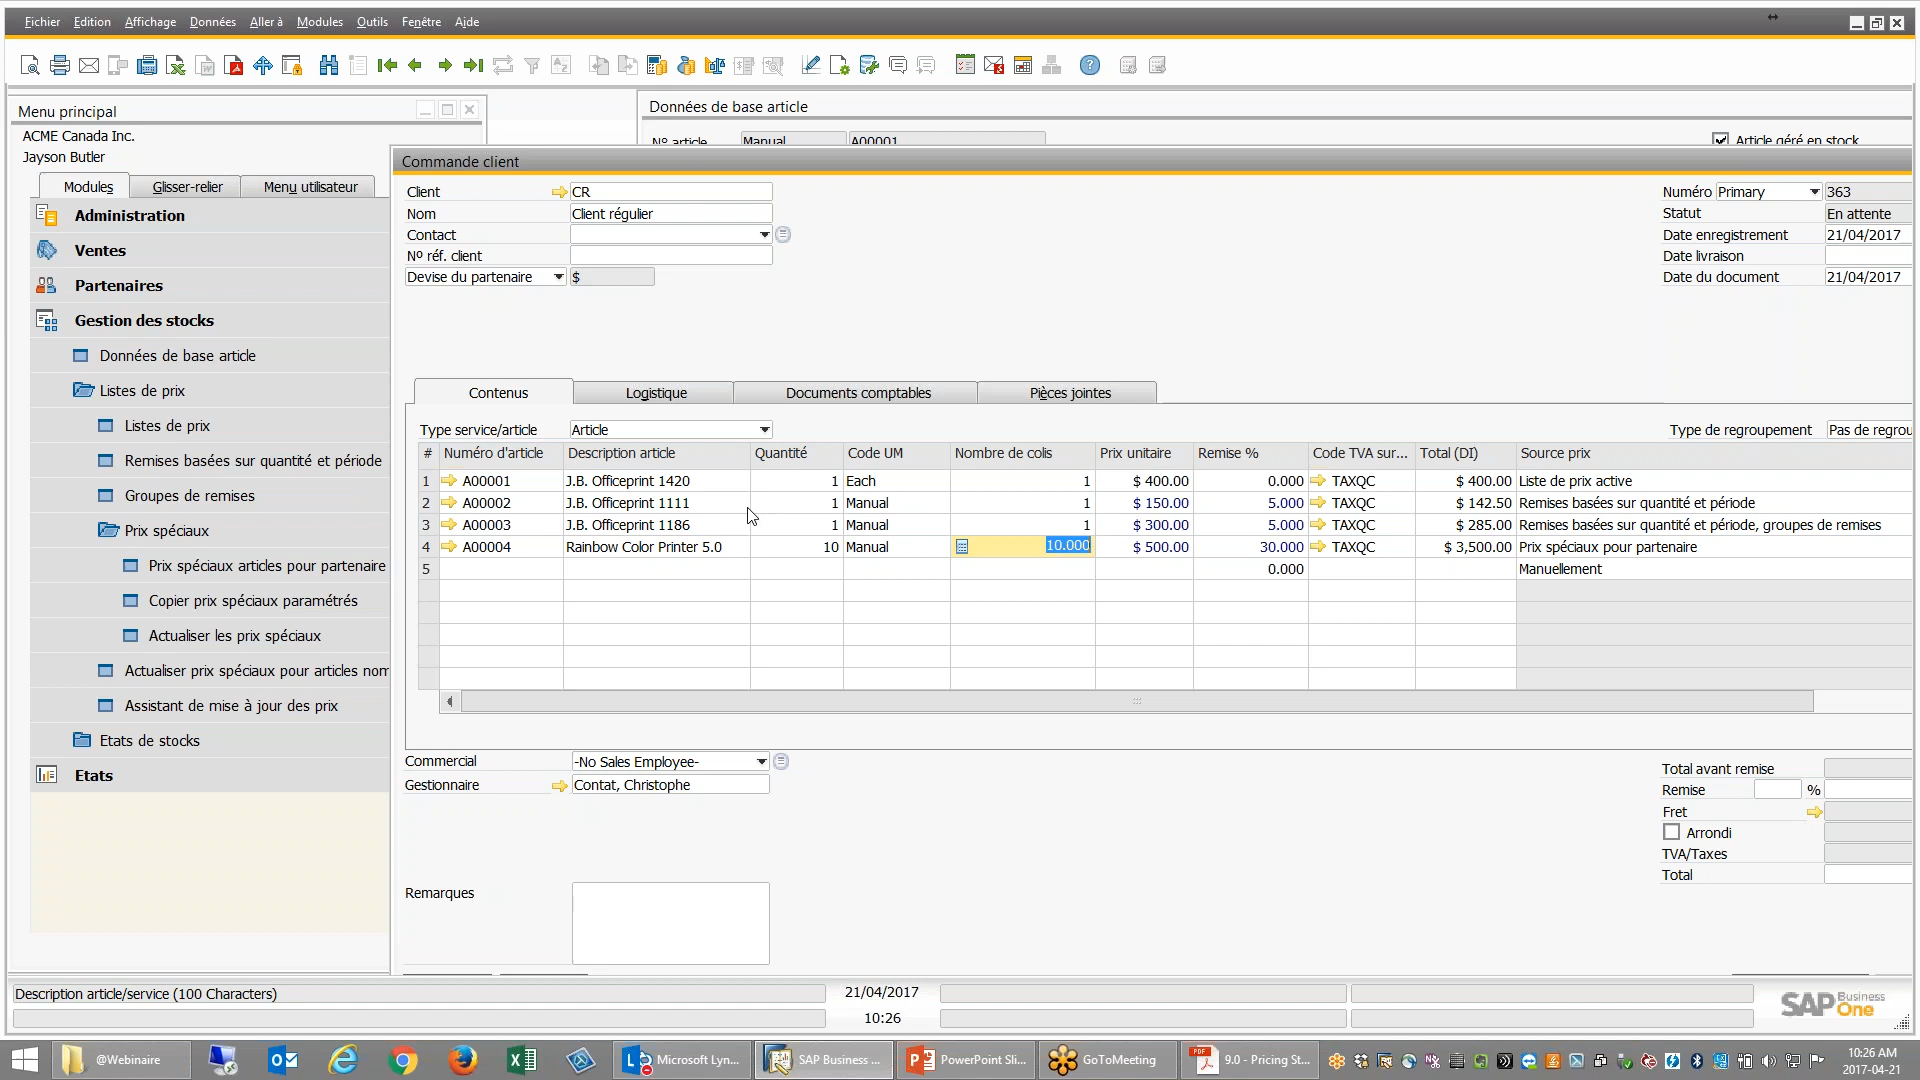 Fichier Edition Affichage Données Aller à Modules Outils Fenêtre Aide
Menu principal
ACME Canada Inc.
Jayson Butler
Modules Glisser-relier Menu utilisateur
Administration
Ventes
Partenaires
Gestion des stocks
Données de base article
Listes de prix
Listes de prix
Remises basées sur quantité et période
Groupes de remises
Prix spéciaux
Prix spéciaux articles pour partenaire
Copier prix spéciaux paramétrés
Actualiser les prix spéciaux
Actualiser prix spéciaux pour articles nom
Assistant de mise à jour des prix
Etats de stocks
Etats
Données de base article
Nº article Manual A00001 Article géré en stock
Commande client
Client CR
Nom Client régulier
Contact
Nº réf. client
Devise du partenaire $
Numéro Primary 363
Statut En attente
Date enregistrement 21/04/2017
Date livraison
Date du document 21/04/2017
Contenus Logistique Documents comptables Pièces jointes
Type service/article Article Type de regroupement Pas de regrou
# Numéro d'article Description article Quantité Code UM Nombre de colis Prix unitaire Remise % Code TVA sur... Total (DI) Source prix
1 A00001 J.B. Officeprint 1420 1 Each 1 $ 400.00 0.000 TAXQC $ 400.00 Liste de prix active
2 A00002 J.B. Officeprint 1111 1 Manual 1 $ 150.00 5.000 TAXQC $ 142.50 Remises basées sur quantité et période
3 A00003 J.B. Officeprint 1186 1 Manual 1 $ 300.00 5.000 TAXQC $ 285.00 Remises basées sur quantité et période, groupes de remises
4 A00004 Rainbow Color Printer 5.0 10 Manual 10.000 $ 500.00 30.000 TAXQC $ 3,500.00 Prix spéciaux pour partenaire
5 0.000 Manuellement
Commercial -No Sales Employee-
Gestionnaire Contat, Christophe
Remarques
Total avant remise
Remise %
Fret
Arrondi
TVA/Taxes
Total
Description article/service (100 Characters) 21/04/2017
10:26
SAP Business One
@Webinaire Microsoft Lyn... SAP Business ... PowerPoint Sli... GoToMeeting 9.0 - Pricing St... 10:26 AM
2017-04-21